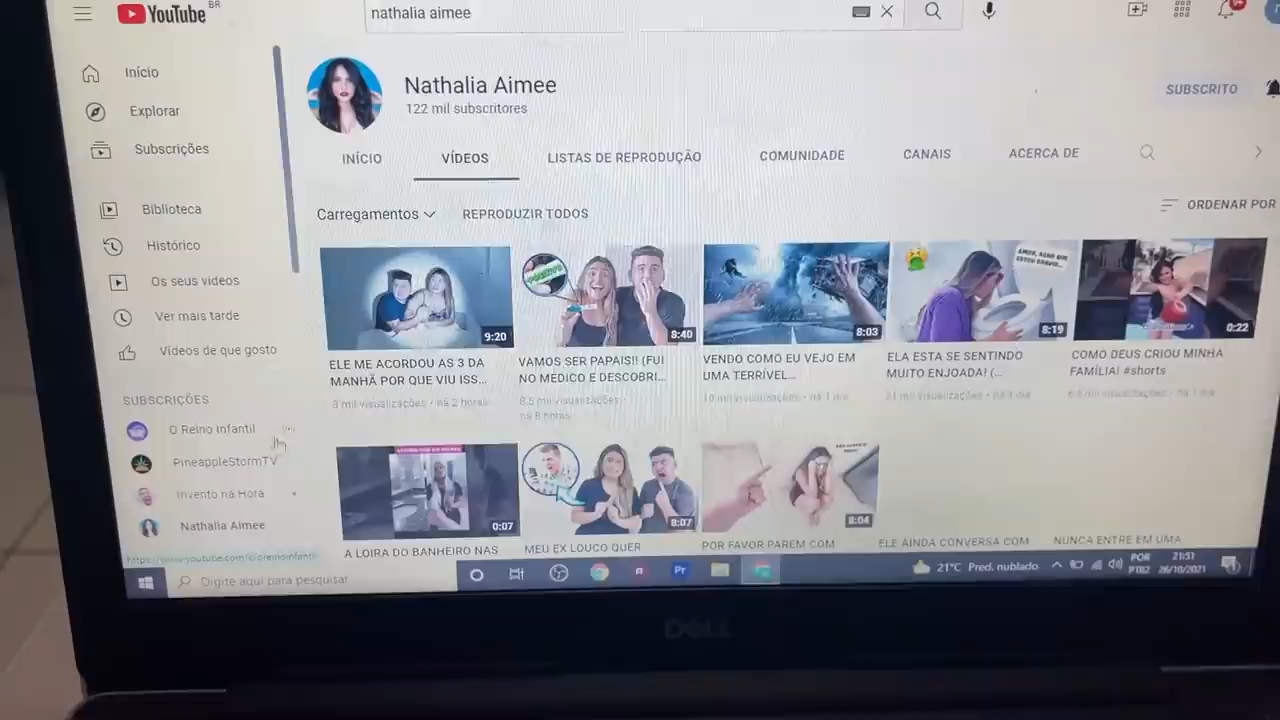 YouTube BR
nathalia aimee
Início
Explorar
Subscrições
Biblioteca
Histórico
Os seus vídeos
Ver mais tarde
Vídeos de que gosto
SUBSCRIÇÕES
O Reino Infantil
PineappleStormTV
Invento na Hora
Nathalia Aimee
Nathalia Aimee
122 mil subscritores
SUBSCRITO
INÍCIO VÍDEOS LISTAS DE REPRODUÇÃO COMUNIDADE CANAIS ACERCA DE
Carregamentos REPRODUZIR TODOS
ORDENAR POR
9:20
8:40
8:03
8:19
0:22
ELE ME ACORDOU AS 3 DA
MANHÃ POR QUE VIU ISS...
3 mil visualizações • há 2 horas
VAMOS SER PAPAIS!! (FUI
NO MÉDICO E DESCOBRI...
8,5 mil visualizações •
há 8 horas
VENDO COMO EU VEJO EM
UMA TERRÍVEL...
10 mil visualizações • há 1 dia
ELA ESTA SE SENTINDO
MUITO ENJOADA! (...
COMO DEUS CRIOU MINHA
FAMÍLIA! #shorts
0:07
8:07
8:04
A LOIRA DO BANHEIRO NAS
MEU EX LOUCO QUER
POR FAVOR PAREM COM
ELE AINDA CONVERSA COM
NUNCA ENTRE EM UMA
Digite aqui para pesquisar
Pr
21°C Pred. nublado
POR
PTB2
21:51
26/10/2021
DELL